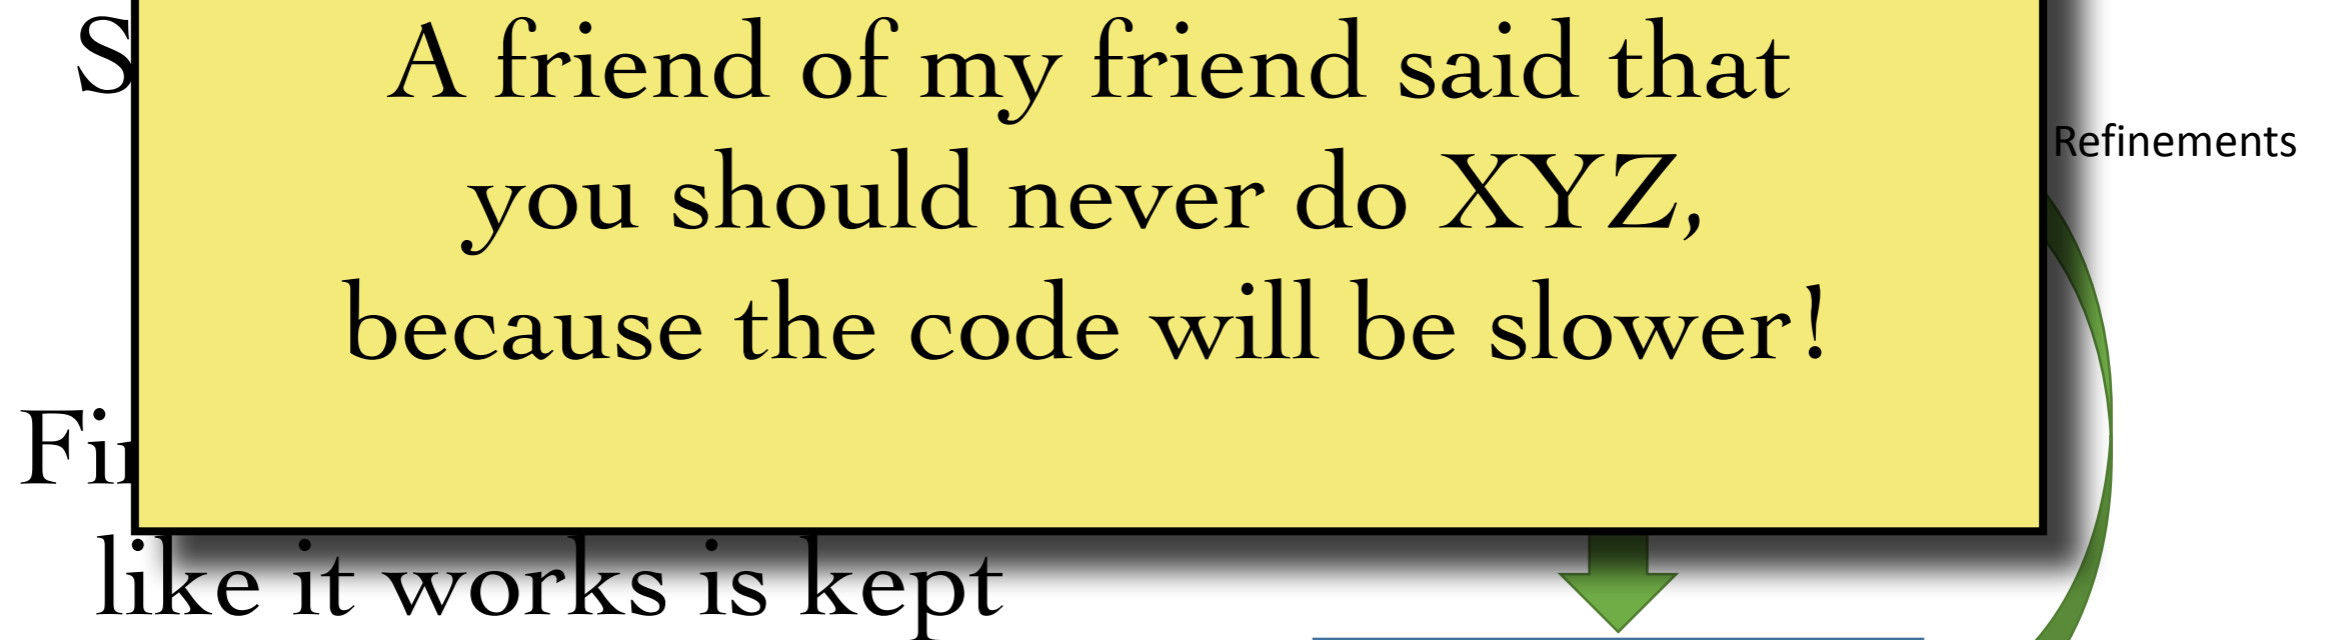 A friend of my friend said that
you should never do XYZ,
because the code will be slower!
Refinements
like it works is kept